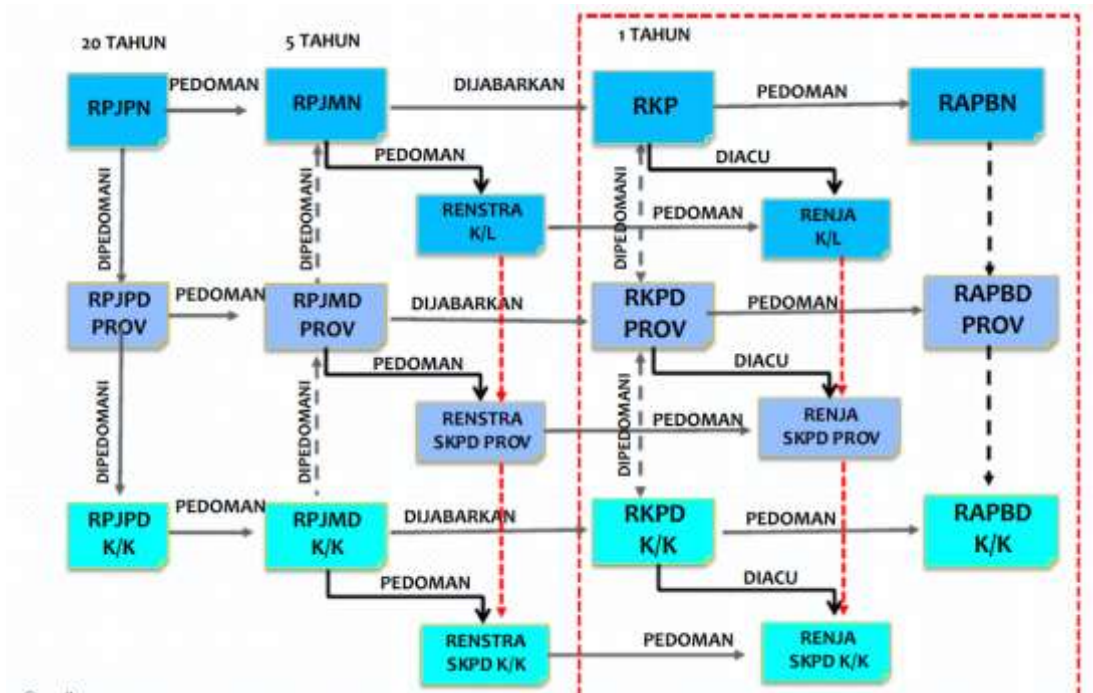 20 TAHUN
5 TAHUN
1 TAHUN
RPJPN
PEDOMAN
RPJMN
DIJABARKAN
RKP
PEDOMAN
RAPBN
PEDOMAN
DIACU
DIPEDOMANI
DIPEDOMANI
DIPEDOMANI
RENSTRA
K/L
PEDOMAN
RENJA
K/L
RPJPD
PROV
PEDOMAN
RPJMD
PROV
DIJABARKAN
RKPD
PROV
PEDOMAN
RAPBD
PROV
PEDOMAN
DIACU
DIPEDOMANI
DIPEDOMANI
DIPEDOMANI
RENSTRA
SKPD PROV
PEDOMAN
RENJA
SKPD PROV
RPJPD
K/K
PEDOMAN
RPJMD
K/K
DIJABARKAN
RKPD
K/K
PEDOMAN
RAPBD
K/K
PEDOMAN
DIACU
RENSTRA
SKPD K/K
PEDOMAN
RENJA
SKPD K/K